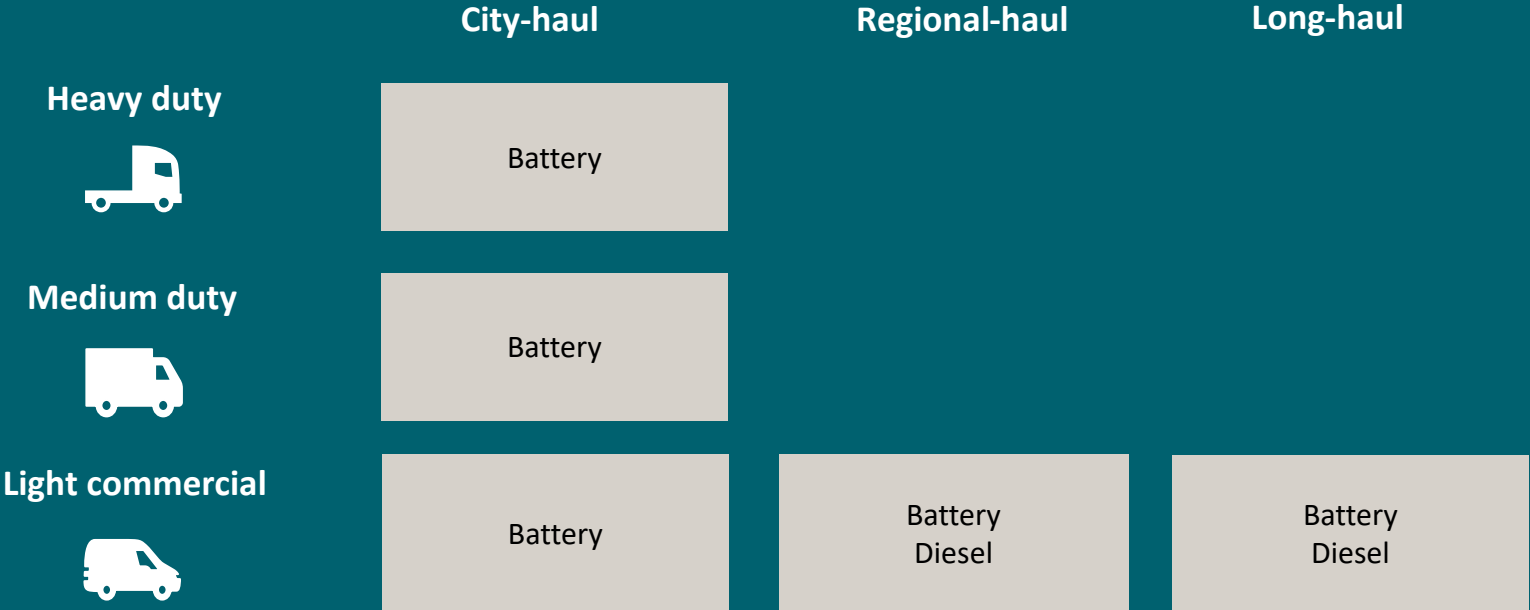 City-haul
Regional-haul
Long-haul
Heavy duty
Battery
Medium duty
Battery
Light commercial
Battery
Battery
Diesel
Battery
Diesel